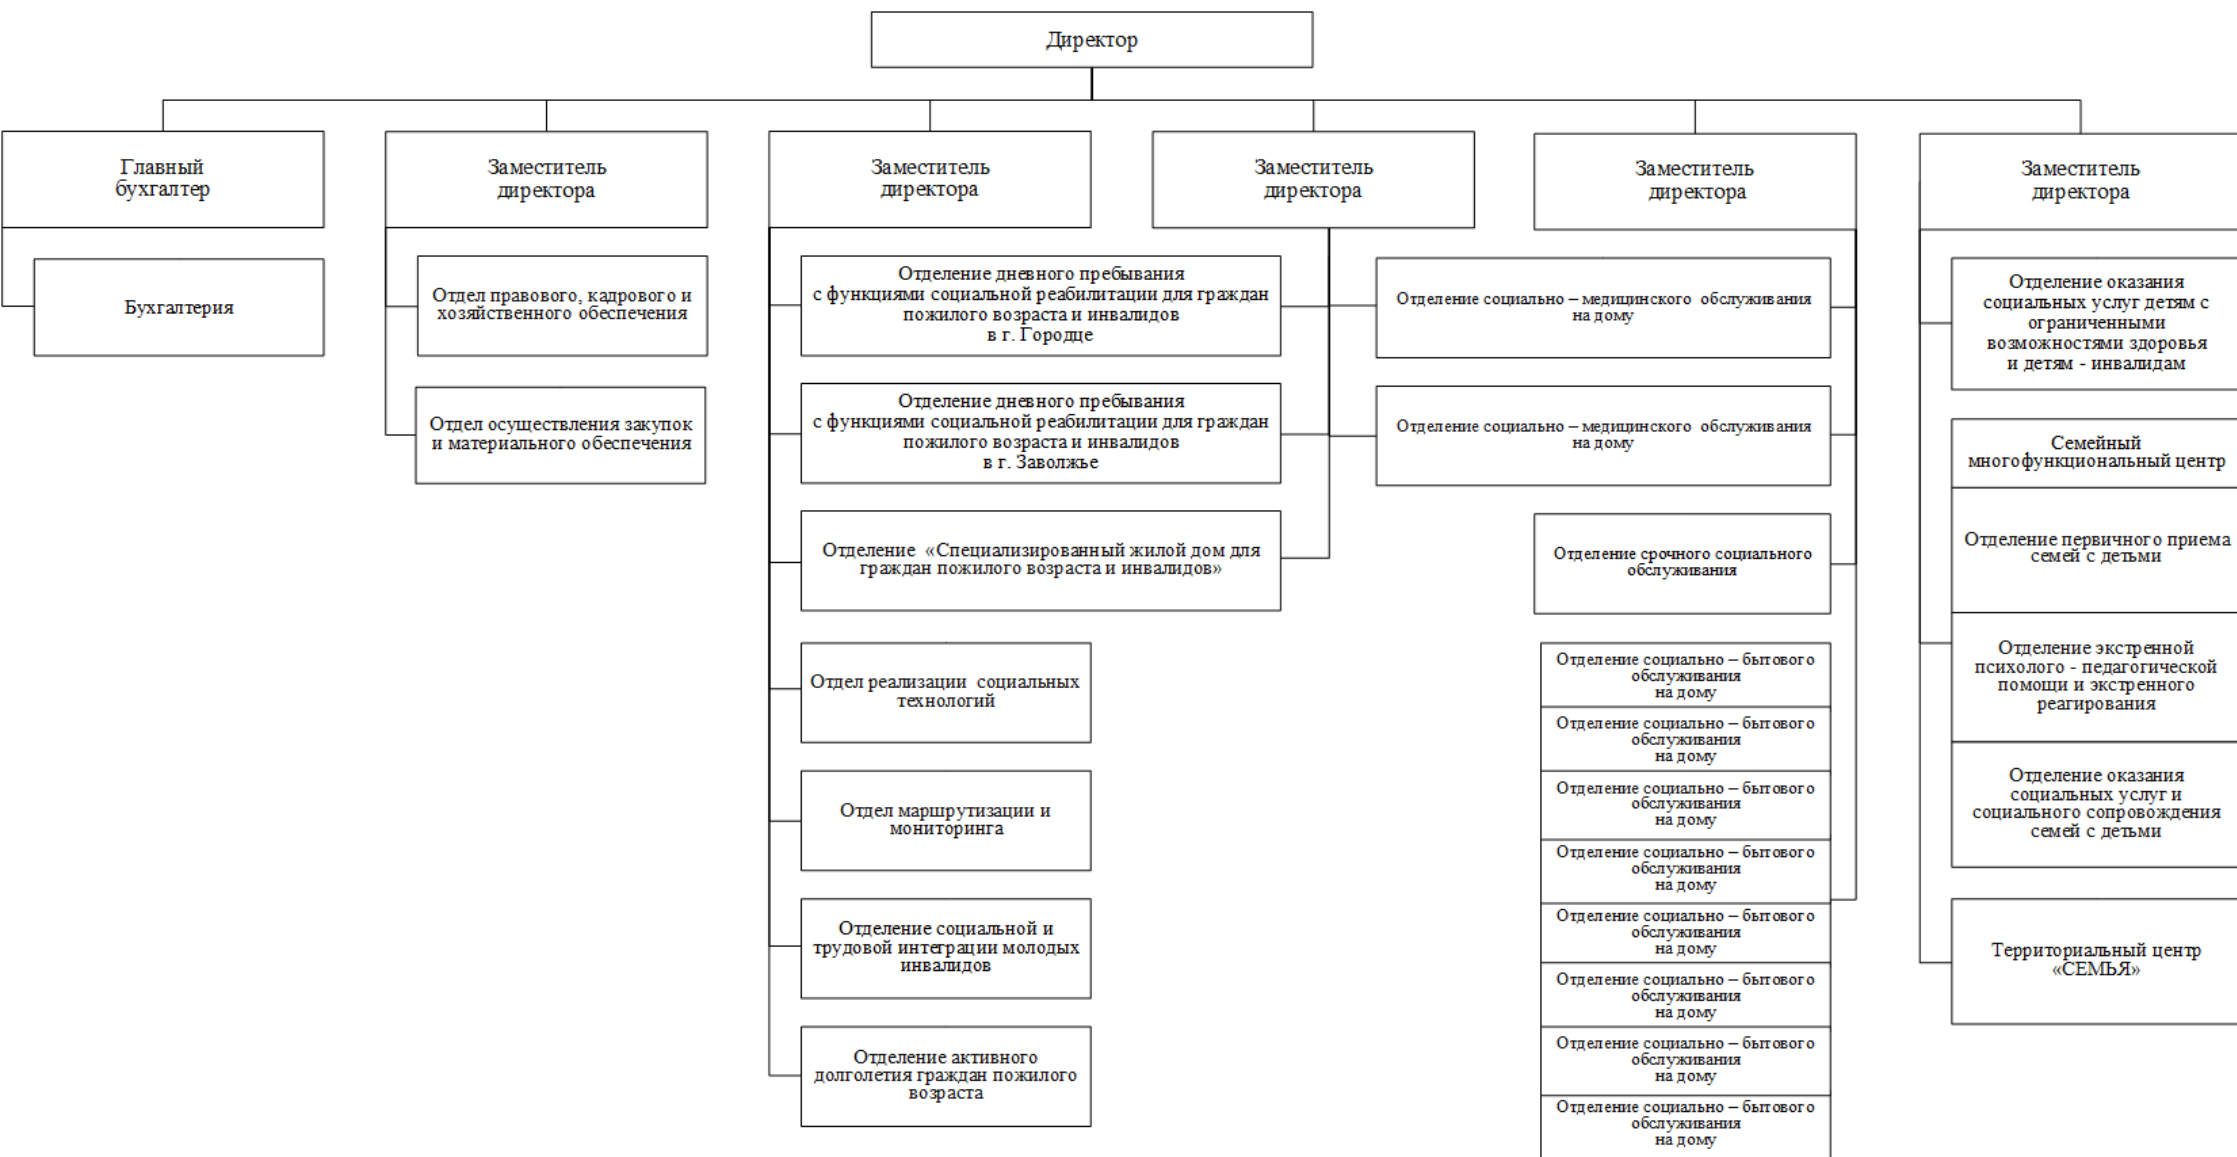 Директор
Главный
бухгалтер
Бухгалтерия
Заместитель
директора
Отдел правового, кадрового и
хозяйственного обеспечения
Отдел осуществления закупок
и материального обеспечения
Заместитель
директора
Отделение дневного пребывания
с функциями социальной реабилитации для граждан
пожилого возраста и инвалидов
в г. Городце
Отделение дневного пребывания
с функциями социальной реабилитации для граждан
пожилого возраста и инвалидов
в г. Заволжье
Отделение «Специализированный жилой дом для
граждан пожилого возраста и инвалидов»
Отдел реализации социальных
технологий
Отдел маршрутизации и
мониторинга
Отделение социальной и
трудовой интеграции молодых
инвалидов
Отделение активного
долголетия граждан пожилого
возраста
Заместитель
директора
Отделение социально – медицинского обслуживания
на дому
Отделение социально – медицинского обслуживания
на дому
Заместитель
директора
Отделение срочного социального
обслуживания
Отделение социально – бытового
обслуживания
на дому
Отделение социально – бытового
обслуживания
на дому
Отделение социально – бытового
обслуживания
на дому
Отделение социально – бытового
обслуживания
на дому
Отделение социально – бытового
обслуживания
на дому
Отделение социально – бытового
обслуживания
на дому
Отделение социально – бытового
обслуживания
на дому
Отделение социально – бытового
обслуживания
на дому
Заместитель
директора
Отделение оказания
социальных услуг детям с
ограниченными
возможностями здоровья
и детям - инвалидам
Семейный
многофункциональный центр
Отделение первичного приема
семей с детьми
Отделение экстренной
психолого - педагогической
помощи и экстренного
реагирования
Отделение оказания
социальных услуг и
социального сопровождения
семей с детьми
Территориальный центр
«СЕМЬЯ»